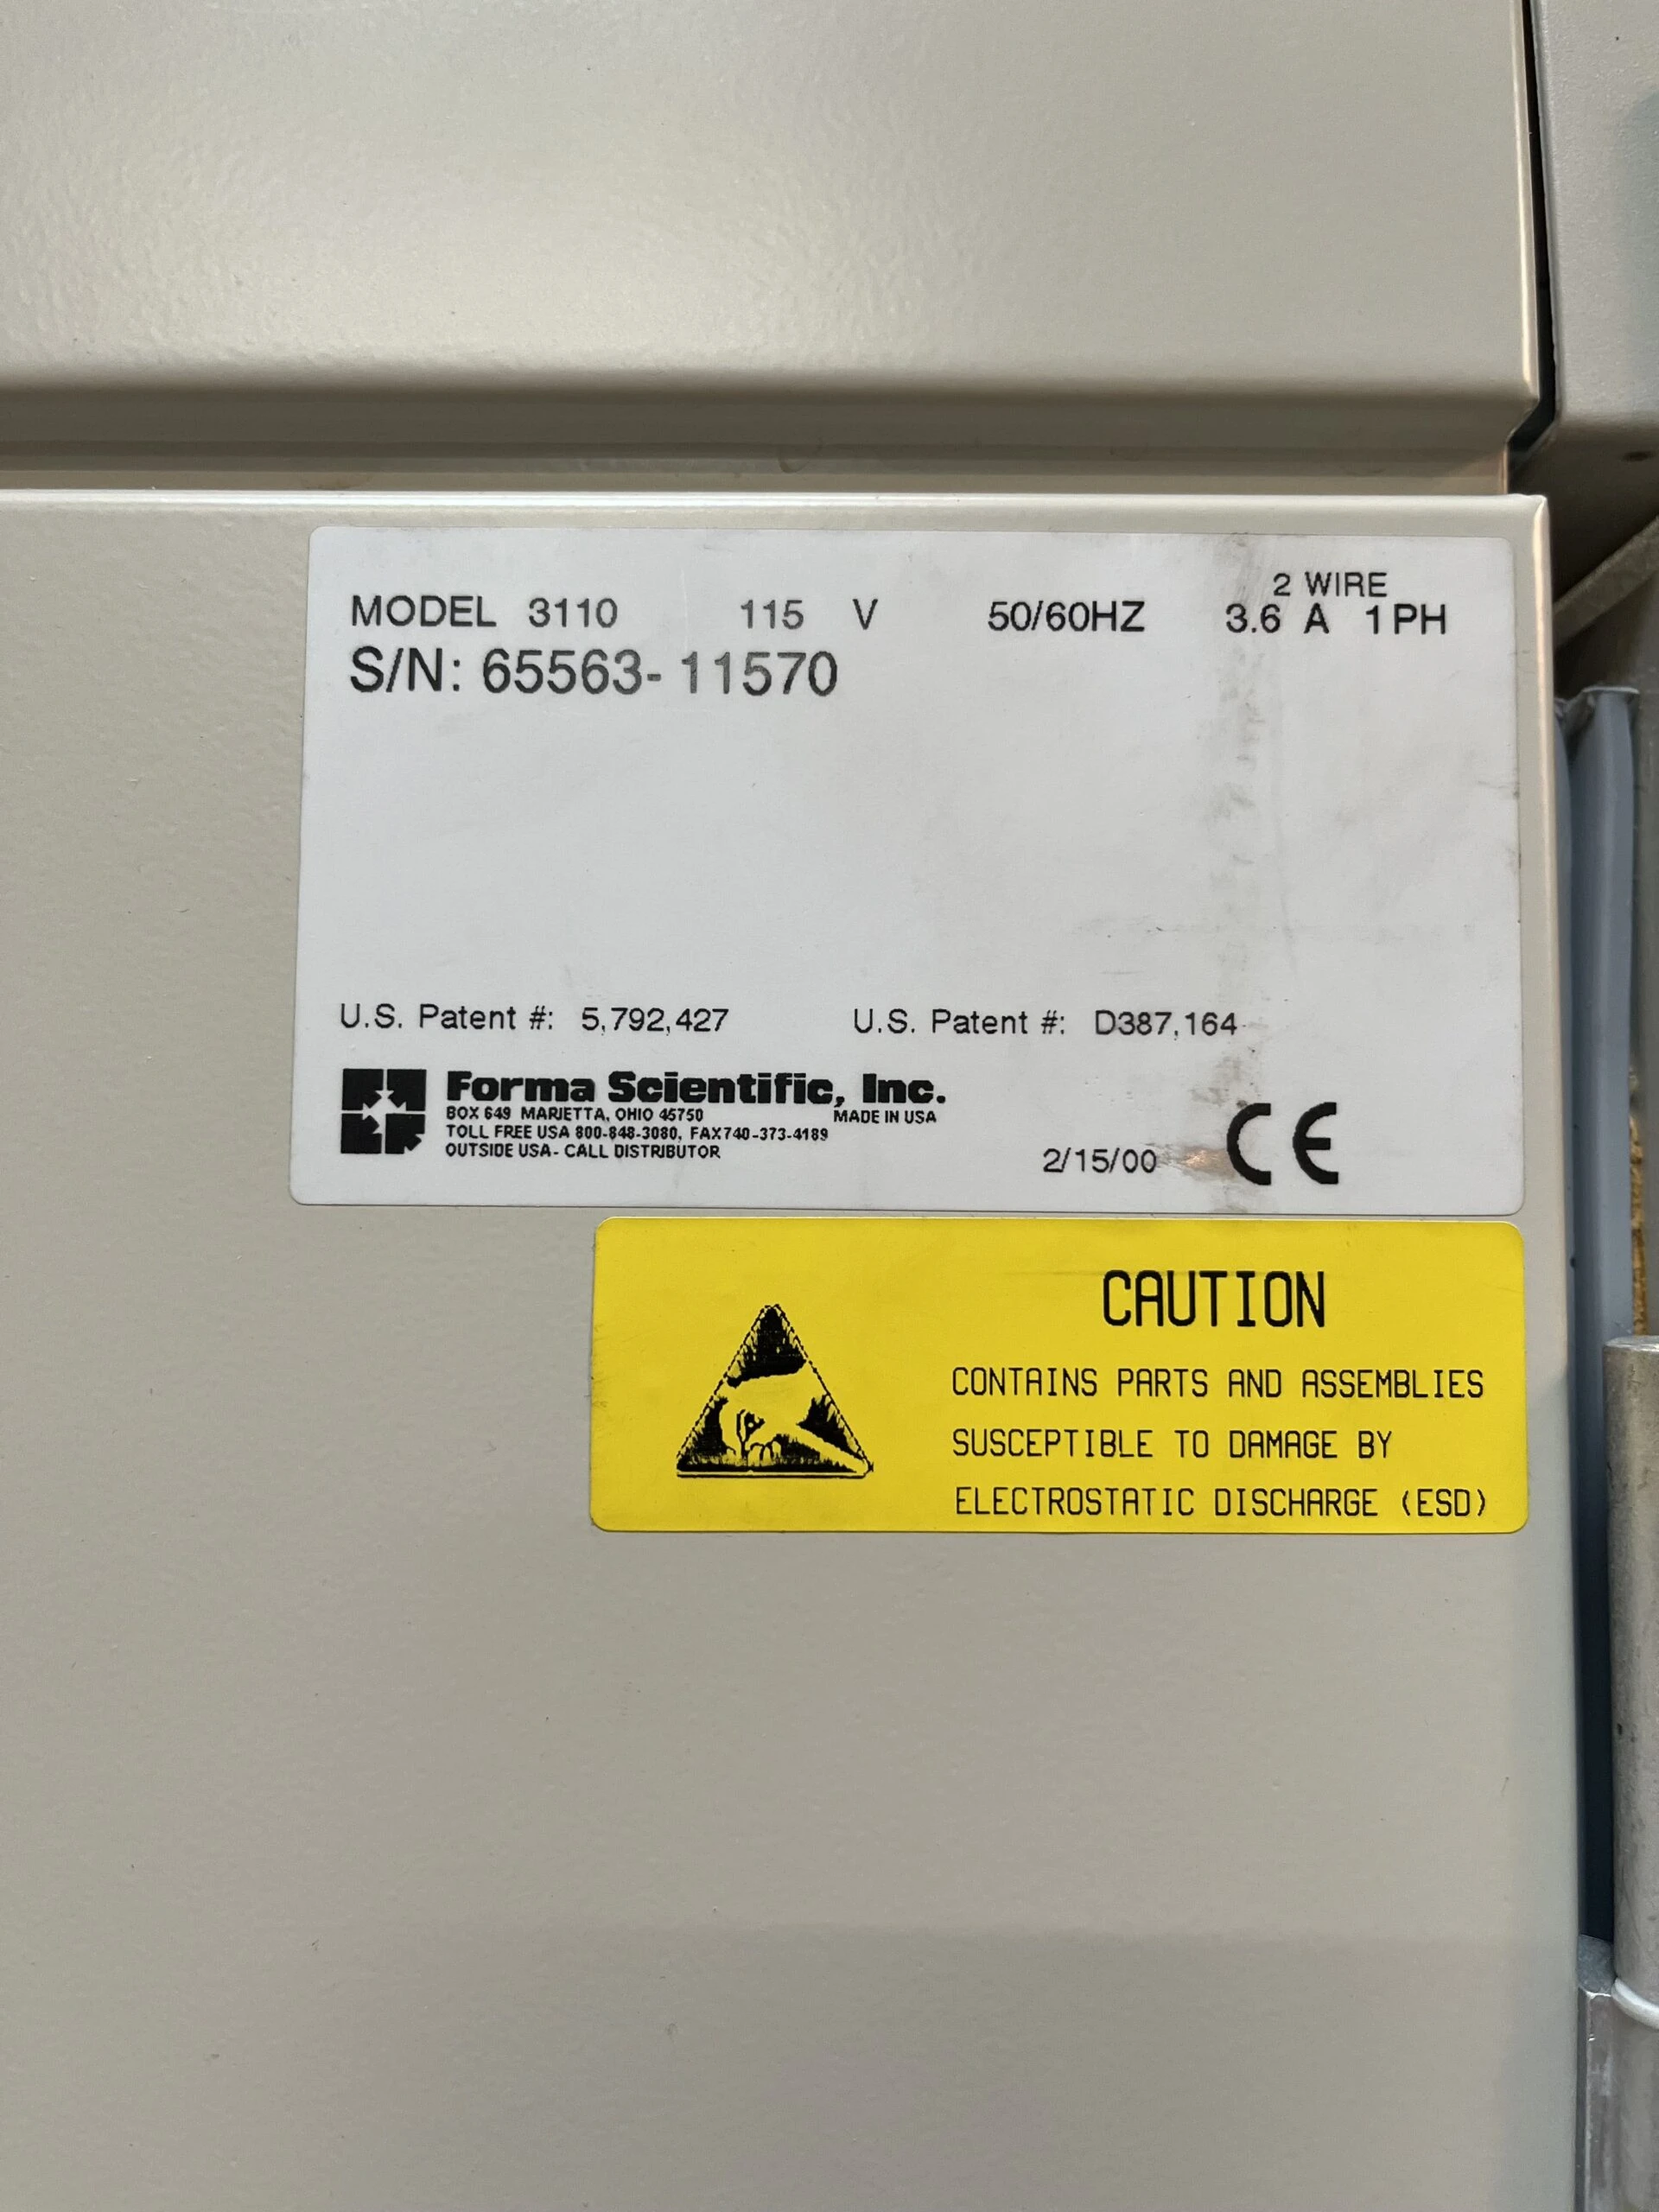 2 WIRE
MODEL 3110 115 V 50/60HZ 3.6 A 1PH
S/N: 65563-11570
U.S. Patent #: 5,792,427 U.S. Patent #: D387,164
Forma Scientific, Inc.
BOX 649 MARIETTA, OHIO 45750 MADE IN USA
TOLL FREE USA 800-848-3080, FAX740-373-4189
OUTSIDE USA- CALL DISTRIBUTOR
2/15/00 CE
CAUTION
CONTAINS PARTS AND ASSEMBLIES
SUSCEPTIBLE TO DAMAGE BY
ELECTROSTATIC DISCHARGE (ESD)